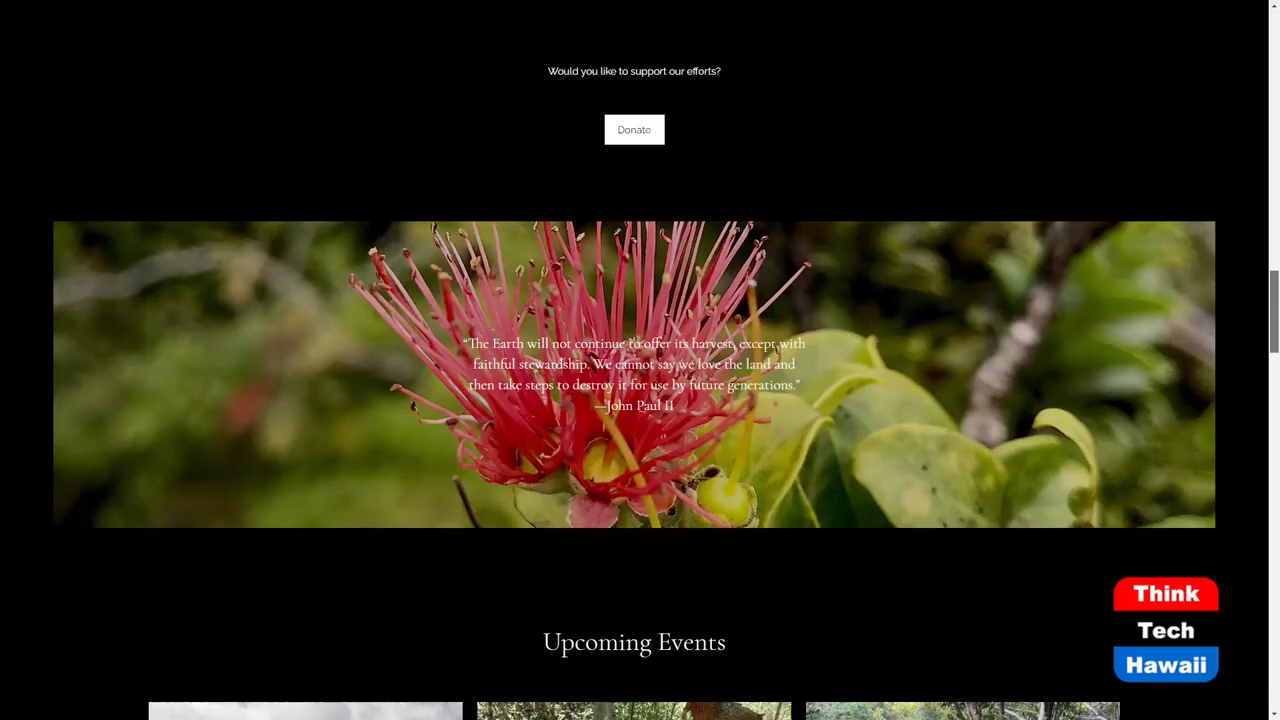 Would you like to support our efforts?
Donate
“The Earth will not continue to offer its harvest, except with
faithful stewardship. We cannot say we love the land and
then take steps to destroy it for use by future generations.”
—John Paul II
Upcoming Events
Think
Tech
Hawaii